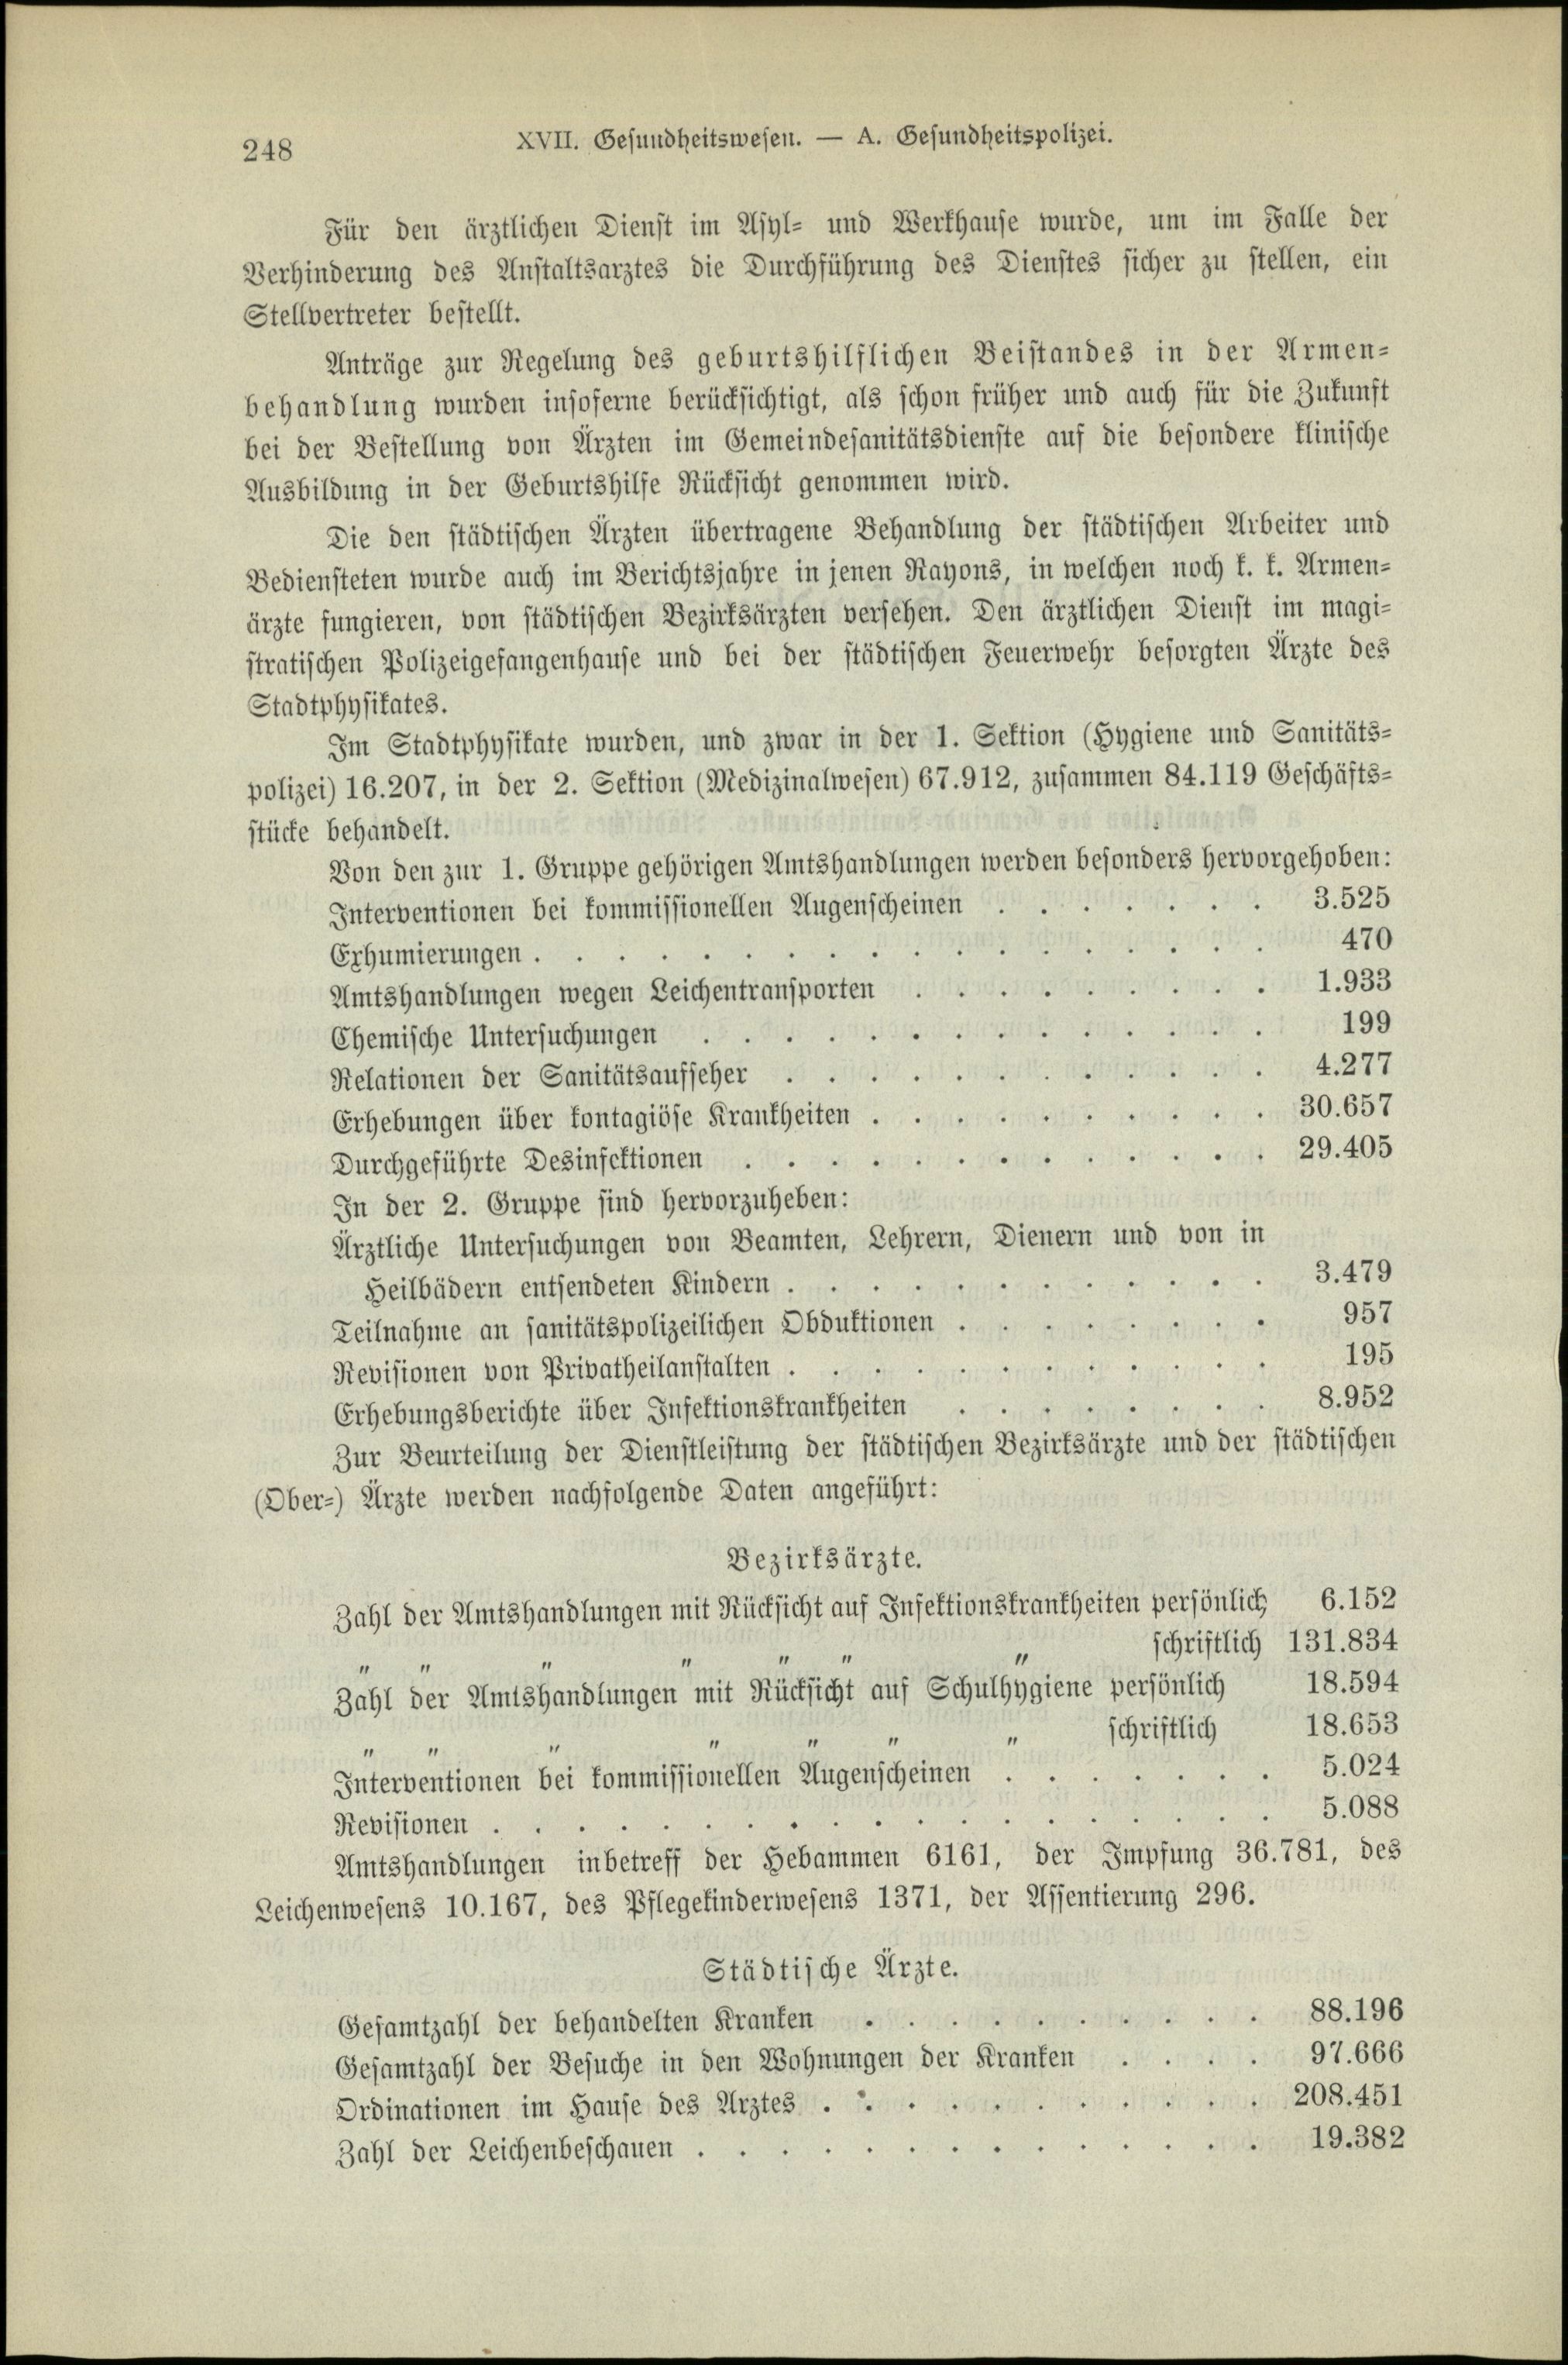 248
XVII. Gesundheitswesen. — A. Gesundheitspolizei.
Für den ärztlichen Dienst im Asyl- und Werkhause wurde, um im Falle der
Verhinderung des Anstaltsarztes die Durchführung des Dienstes sicher zu stellen, ein
Stellvertreter bestellt.
Anträge zur Regelung des geburtshilflichen Beistandes in der Armen-
behandlung wurden insoferne berücksichtigt, als schon früher und auch für die Zukunft
bei der Bestellung von Ärzten im Gemeindesanitätsdienste auf die besondere klinische
Ausbildung in der Geburtshilfe Rücksicht genommen wird.
Die den städtischen Ärzten übertragene Behandlung der städtischen Arbeiter und
Bediensteten wurde auch im Berichtsjahre in jenen Rayons, in welchen noch k. k. Armen-
ärzte fungieren, von städtischen Bezirksärzten versehen. Den ärztlichen Dienst im magi-
stratischen Polizeigefangenhause und bei der städtischen Feuerwehr besorgten Ärzte des
Stadtphysikates.
Im Stadtphysikate wurden, und zwar in der 1. Sektion (Hygiene und Sanitäts-
polizei) 16.207, in der 2. Sektion (Medizinalwesen) 67.912, zusammen 84.119 Geschäfts-
stücke behandelt.
Von den zur 1. Gruppe gehörigen Amtshandlungen werden besonders hervorgehoben:
Interventionen bei kommissionellen Augenscheinen . . . . . . . 3.525
Exhumierungen . . . . . . . . . . . . . . . . . . 470
Amtshandlungen wegen Leichentransporten . . . . . . . . . 1.933
Chemische Untersuchungen . . . . . . . . . . . . . . 199
Relationen der Sanitätsaufseher . . . . . . . . . . . . 4.277
Erhebungen über kontagiöse Krankheiten . . . . . . . . . . 30.657
Durchgeführte Desinfektionen . . . . . . . . . . . . . 29.405
In der 2. Gruppe sind hervorzuheben:
Ärztliche Untersuchungen von Beamten, Lehrern, Dienern und von in
Heilbädern entsendeten Kindern . . . . . . . . . . . . 3.479
Teilnahme an sanitätspolizeilichen Obduktionen . . . . . . . . 957
Revisionen von Privatheilanstalten . . . . . . . . . . . . 195
Erhebungsberichte über Infektionskrankheiten . . . . . . . . 8.952
Zur Beurteilung der Dienstleistung der städtischen Bezirksärzte und der städtischen
(Ober-) Ärzte werden nachfolgende Daten angeführt:
Bezirksärzte.
Zahl der Amtshandlungen mit Rücksicht auf Infektionskrankheiten persönlich 6.152
" " " " " " " schriftlich 131.834
Zahl der Amtshandlungen mit Rücksicht auf Schulhygiene persönlich 18.594
" " " " " " " schriftlich 18.653
Interventionen bei kommissionellen Augenscheinen . . . . . . . 5.024
Revisionen . . . . . . . . . . . . . . . . . . . 5.088
Amtshandlungen inbetreff der Hebammen 6161, der Impfung 36.781, des
Leichenwesens 10.167, des Pflegekinderwesens 1371, der Assentierung 296.
Städtische Ärzte.
Gesamtzahl der behandelten Kranken . . . . . . . . . . 88.196
Gesamtzahl der Besuche in den Wohnungen der Kranken . . . . 97.666
Ordinationen im Hause des Arztes . . . . . . . . . . . 208.451
Zahl der Leichenbeschauen . . . . . . . . . . . . . . 19.382